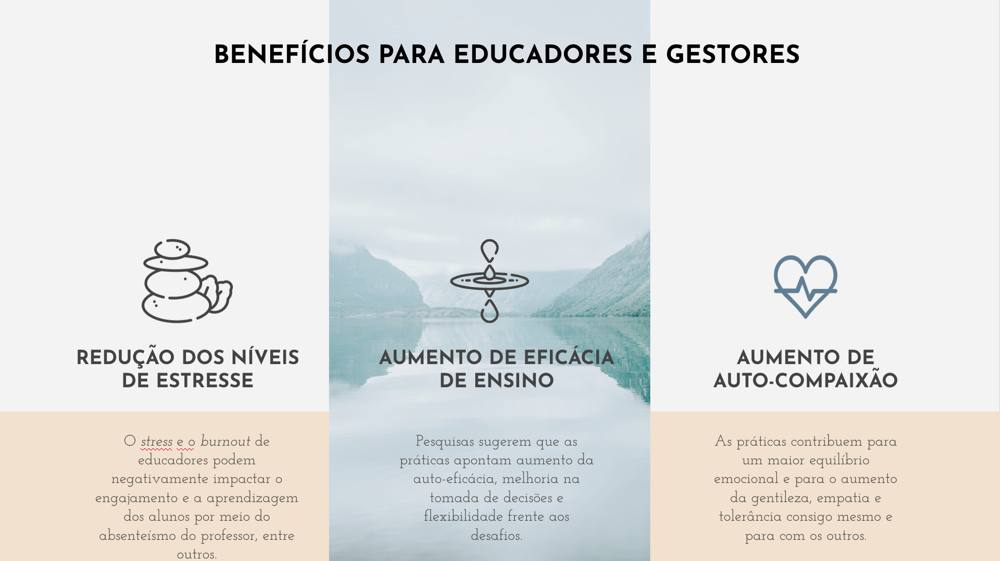 BENEFÍCIOS PARA EDUCADORES E GESTORES
REDUÇÃO DOS NÍVEIS
DE ESTRESSE
O stress e o burnout de
educadores podem
negativamente impactar o
engajamento e a aprendizagem
dos alunos por meio do
absenteísmo do professor, entre
outros.
AUMENTO DE EFICÁCIA
DE ENSINO
Pesquisas sugerem que as
práticas apontam aumento da
auto-eficácia, melhoria na
tomada de decisões e
flexibilidade frente aos
desafios.
AUMENTO DE
AUTO-COMPAIXÃO
As práticas contribuem para
um maior equilíbrio
emocional e para o aumento
da gentileza, empatia e
tolerância consigo mesmo e
para com os outros.